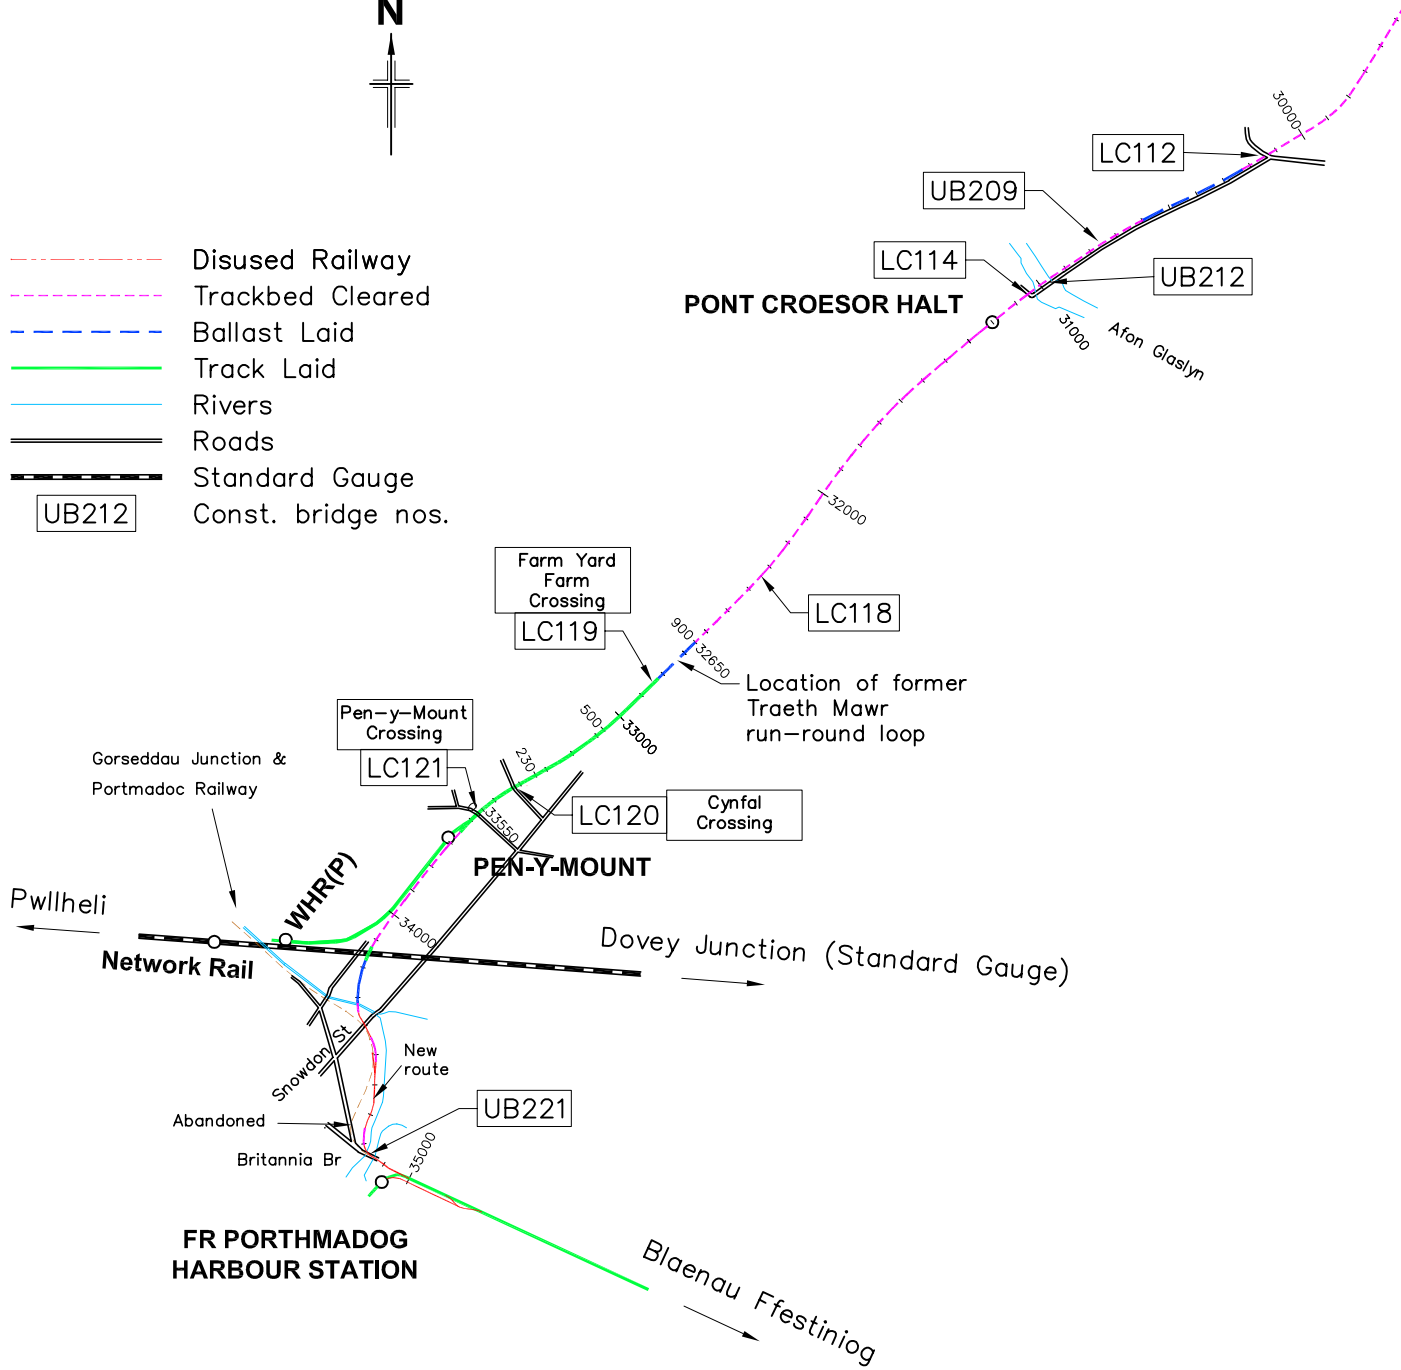 N
30000
LC112
UB209
LC114
UB212
PONT CROESOR HALT
31000
Afon Glaslyn
Disused Railway
Trackbed Cleared
Ballast Laid
Track Laid
Rivers
Roads
Standard Gauge
UB212
Const. bridge nos.
32000
Farm Yard
Farm
Crossing
LC119
LC118
900
32650
Location of former
Traeth Mawr
run-round loop
500
33000
Pen-y-Mount
Crossing
LC121
230
Gorseddau Junction &
Portmadoc Railway
LC120
Cynfal
Crossing
33550
PEN-Y-MOUNT
WHR(P)
Pwllheli
34000
Network Rail
Dovey Junction (Standard Gauge)
Snowdon St
New
route
Abandoned
UB221
Britannia Br
35000
FR PORTHMADOG
HARBOUR STATION
Blaenau Ffestiniog